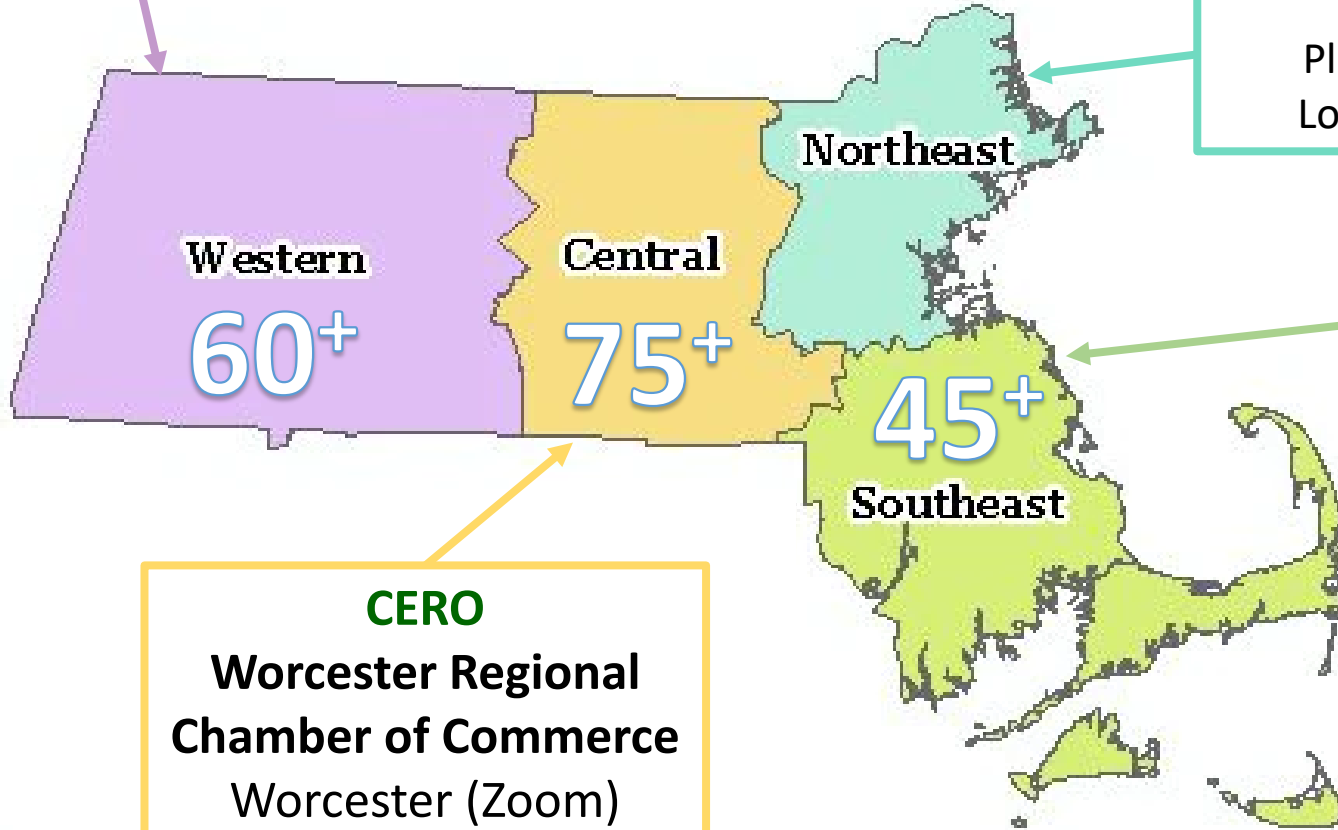 Northeast
Western
60+
Central
75+
45+
Southeast
CERO
Worcester Regional
Chamber of Commerce
Worcester (Zoom)